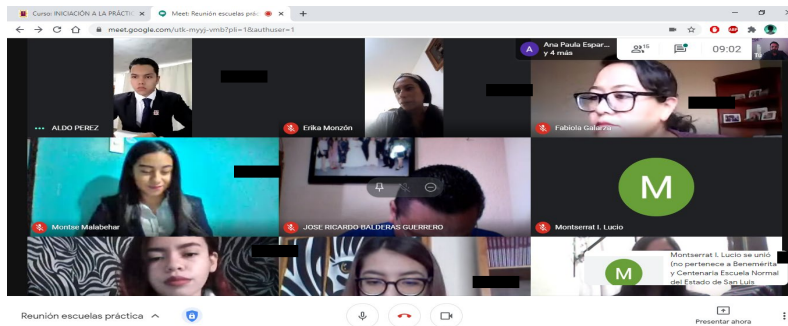 Curso: INICIACIÓN A LA PRÁCTIC
Meet: Reunión escuelas prác
meet.google.com/utk-myyj-vmb?pli=1&authuser=1
ABP
A
Ana Paula Espar...
y 4 más
16
09:02
Tú
ALDO PEREZ
Erika Monzón
Fabiola Galarza
Montse Malabehar
JOSE RICARDO BALDERAS GUERRERO
M
Montserrat I. Lucio
M
Montserrat I. Lucio se unió
(no pertenece a Benemérita
y Centenaria Escuela Normal
del Estado de San Luis
Reunión escuelas práctica
Presentar ahora